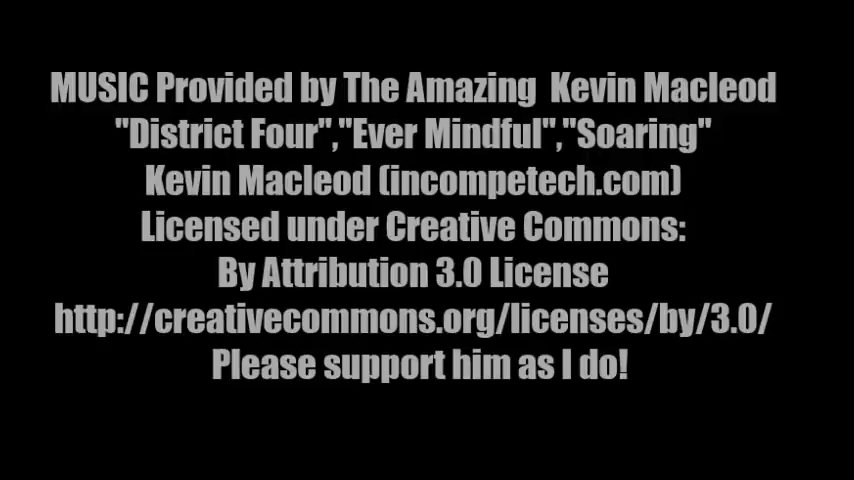 MUSIC Provided by The Amazing Kevin Macleod
"District Four","Ever Mindful","Soaring"
Kevin Macleod (incompetech.com)
Licensed under Creative Commons:
By Attribution 3.0 License
http://creativecommons.org/licenses/by/3.0/
Please support him as I do!